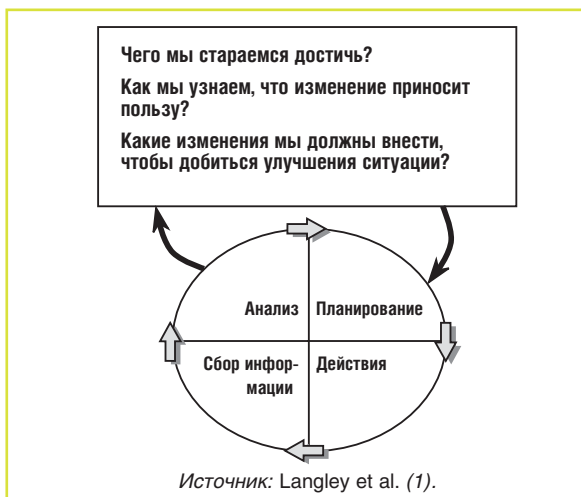 Чего мы стараемся достичь?
Как мы узнаем, что изменение приносит
пользу?
Какие изменения мы должны внести,
чтобы добиться улучшения ситуации?
Анализ
Планирование
Сбор инфор-
мации
Действия
Источник: Langley et al. (1).